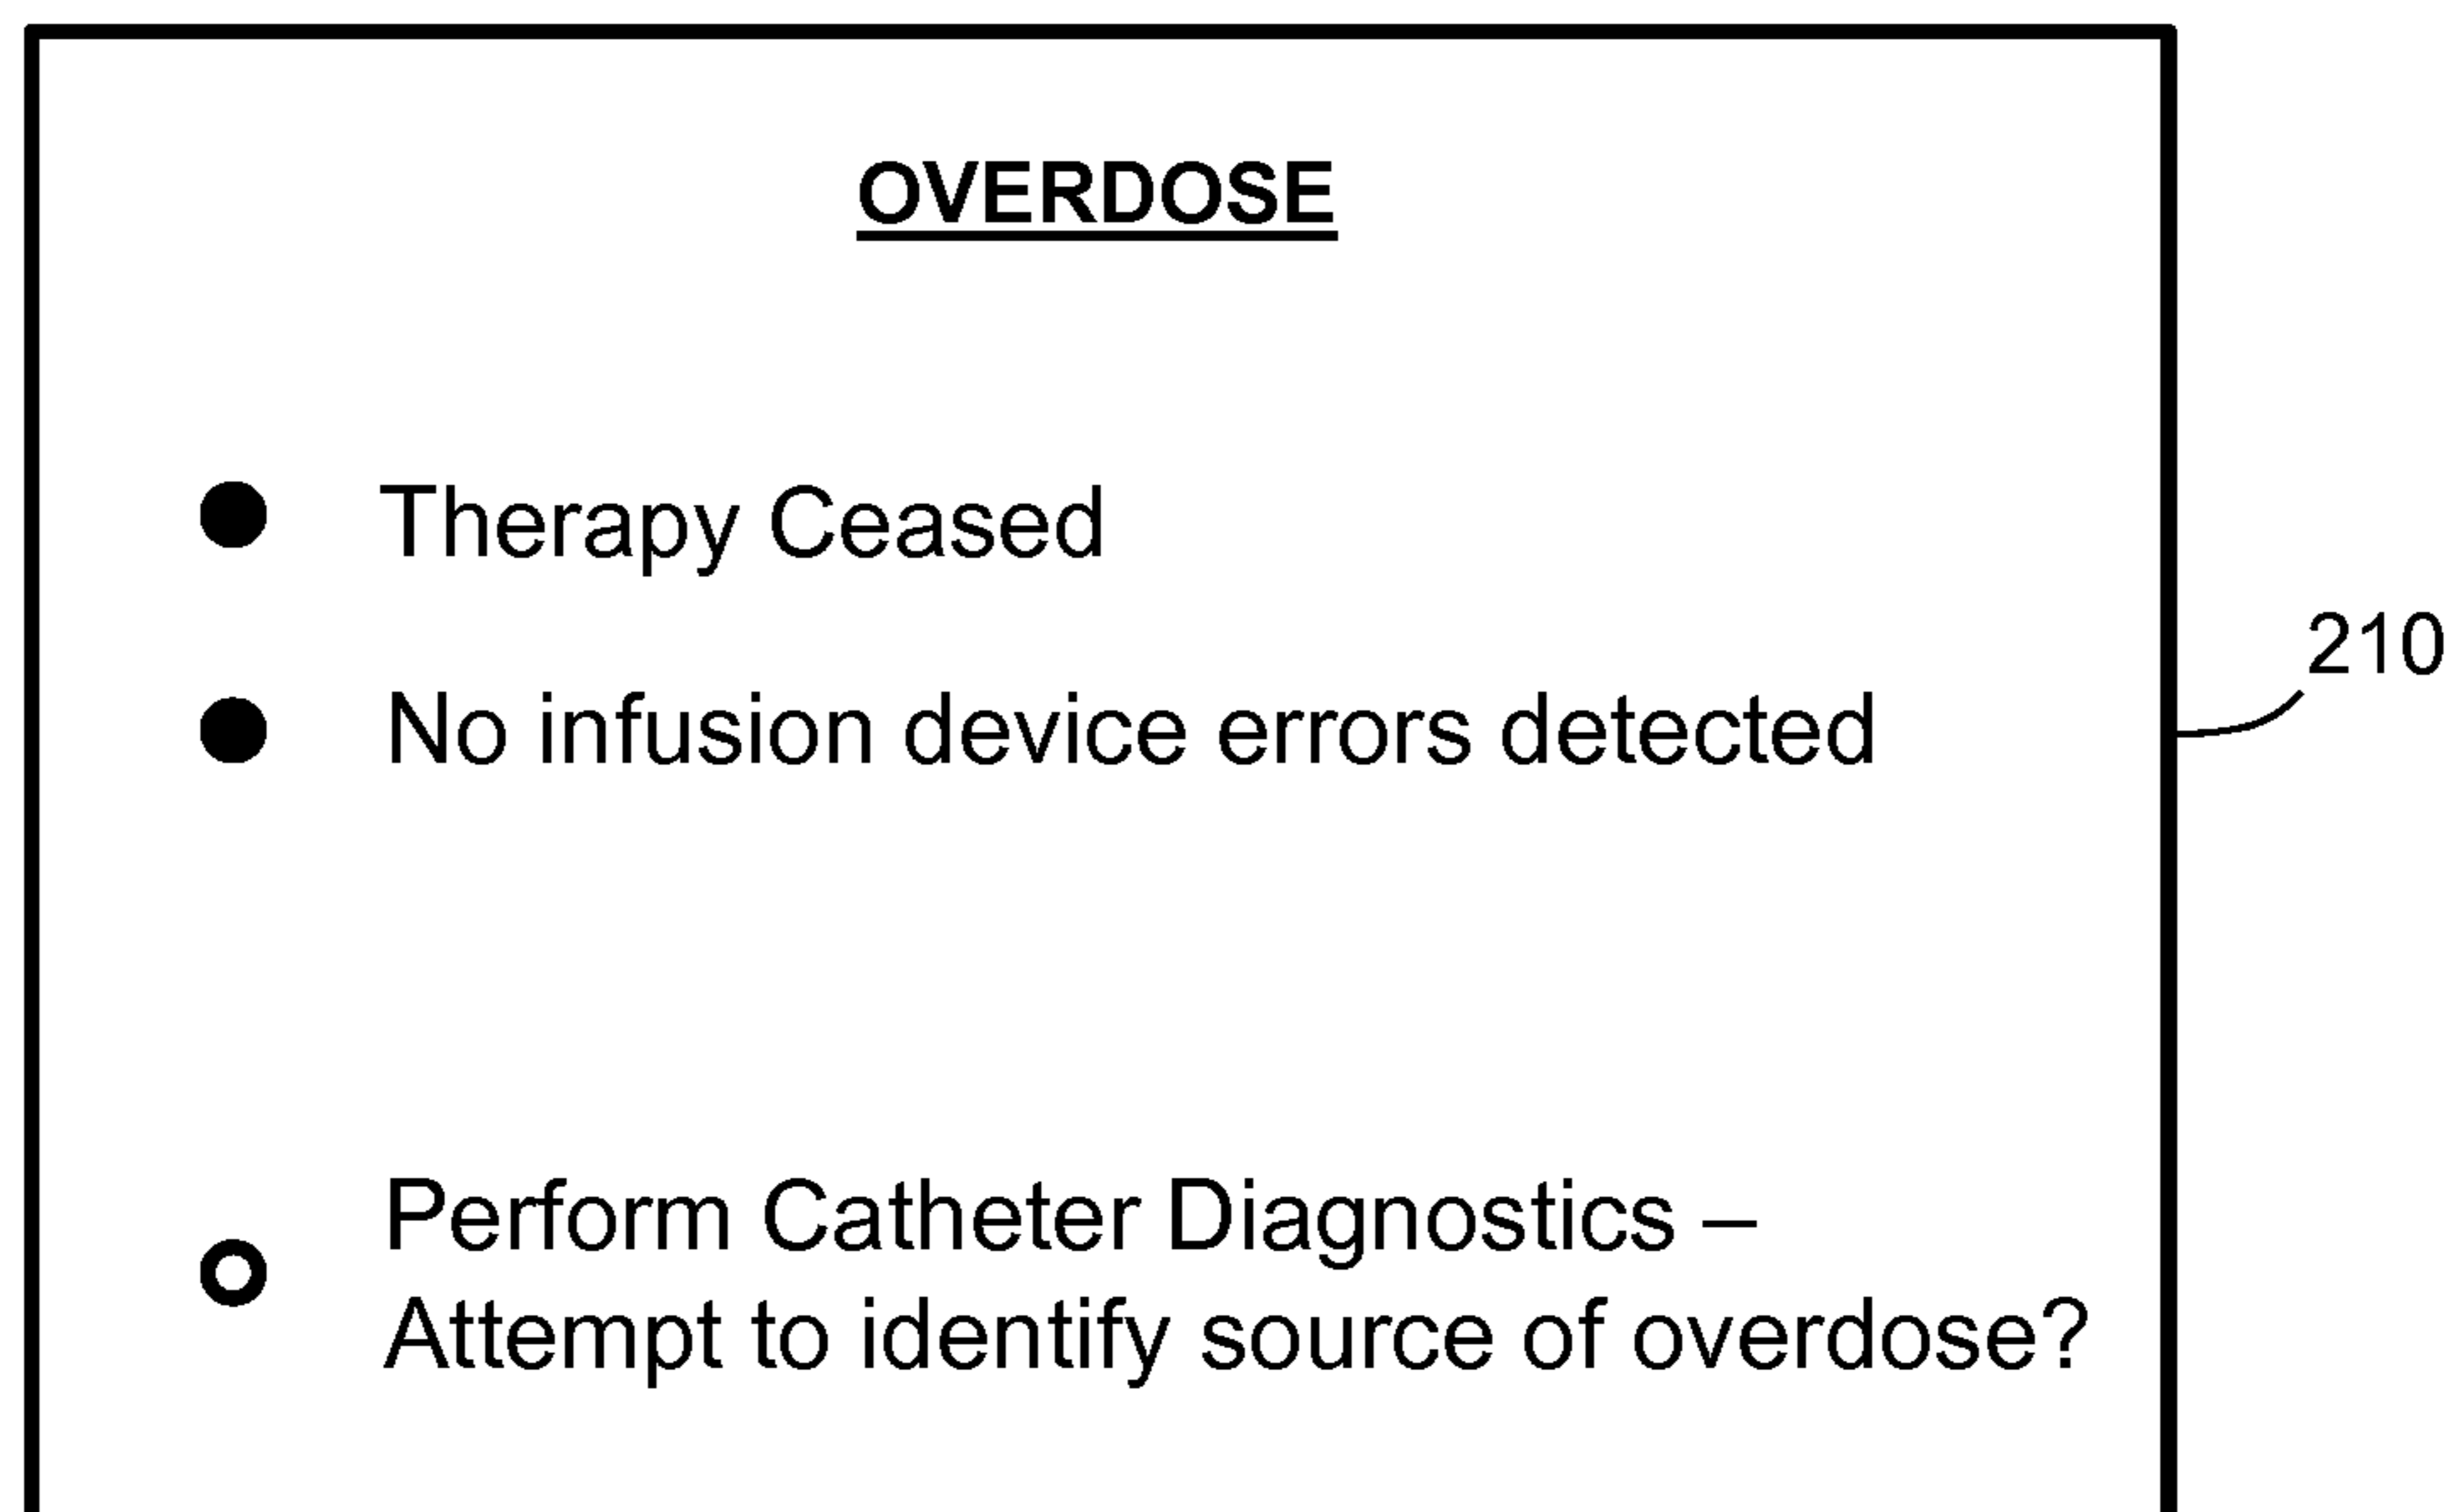 OVERDOSE
Therapy Ceased
210
No infusion device errors detected
Perform Catheter Diagnostics –
Attempt to identify source of overdose?